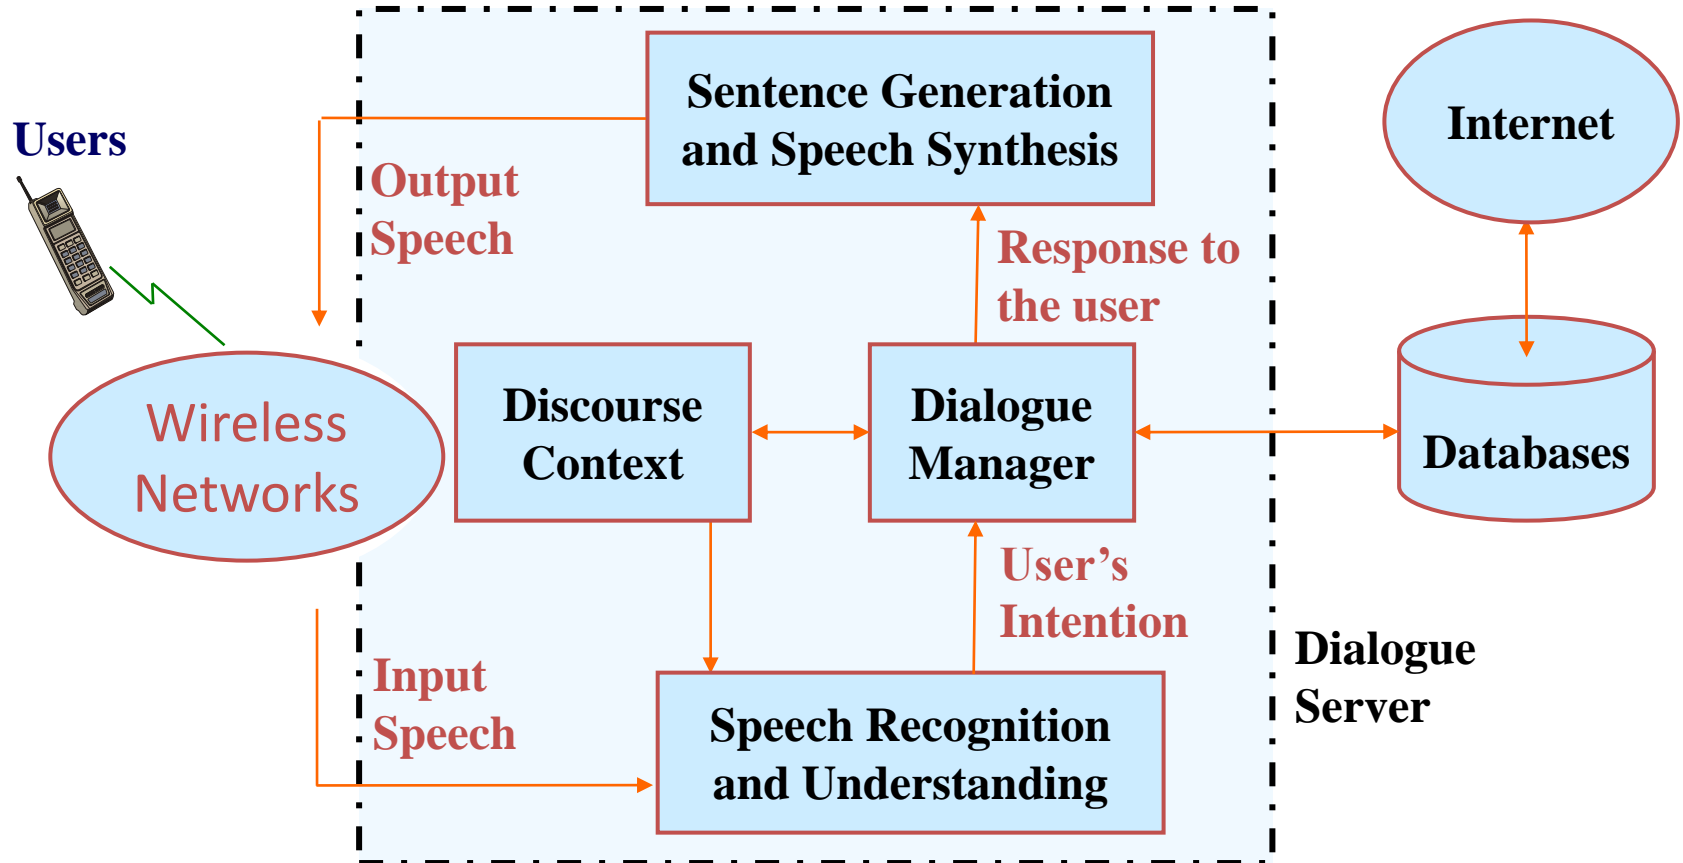 Sentence Generation
and Speech Synthesis
Internet
Users
Output
Speech
Response to
the user
Wireless
Networks
Discourse
Context
Dialogue
Manager
Databases
User’s
Intention
Dialogue
Server
Input
Speech
Speech Recognition
and Understanding